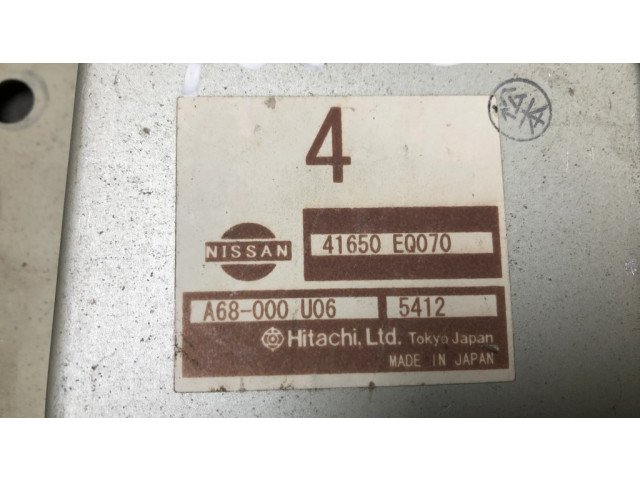 4
NISSAN
41650 EQ070
A68-000 U06
5412
Hitachi, Ltd. Tokyo Japan
MADE IN JAPAN